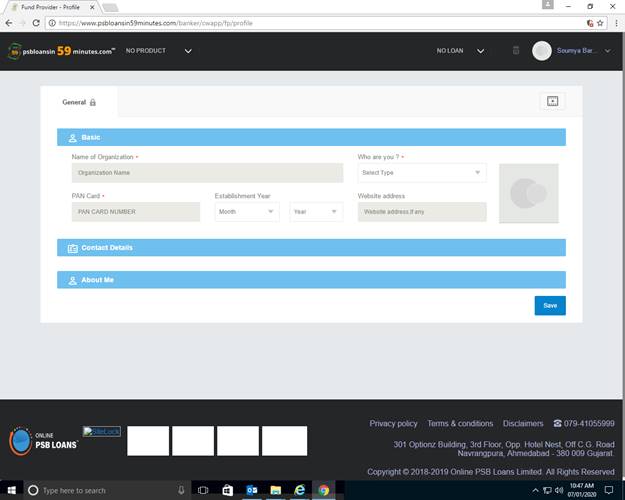 Fund Provider - Profile
https://www.psbloansin59minutes.com/banker/cwapp/fp/profile
psbloansin 59 minutes.com
NO PRODUCT
NO LOAN
Soumya Bar...
General
Basic
Name of Organization *
Who are you ? *
Organization Name
Select Type
PAN Card *
Establishment Year
Website address
PAN CARD NUMBER
Month
Year
Website address,If any
Contact Details
About Me
Save
ONLINE
PSB LOANS
SiteLock
Privacy policy
Terms & conditions
Disclaimers
079-41055999
301 Optionz Building, 3rd Floor, Opp. Hotel Nest, Off C.G. Road
Navrangpura, Ahmedabad - 380 009 Gujarat.
Copyright © 2018-2019 Online PSB Loans Limited. All Rights Reserved
Type here to search
10:47 AM
07/01/2020